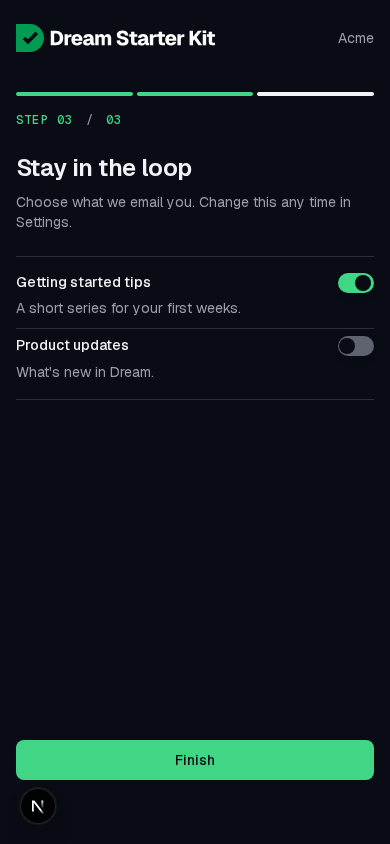 Dream Starter Kit
Acme
STEP 03 / 03
Stay in the loop
Choose what we email you. Change this any time in
Settings.
Getting started tips
A short series for your first weeks.
Product updates
What's new in Dream.
Finish
N